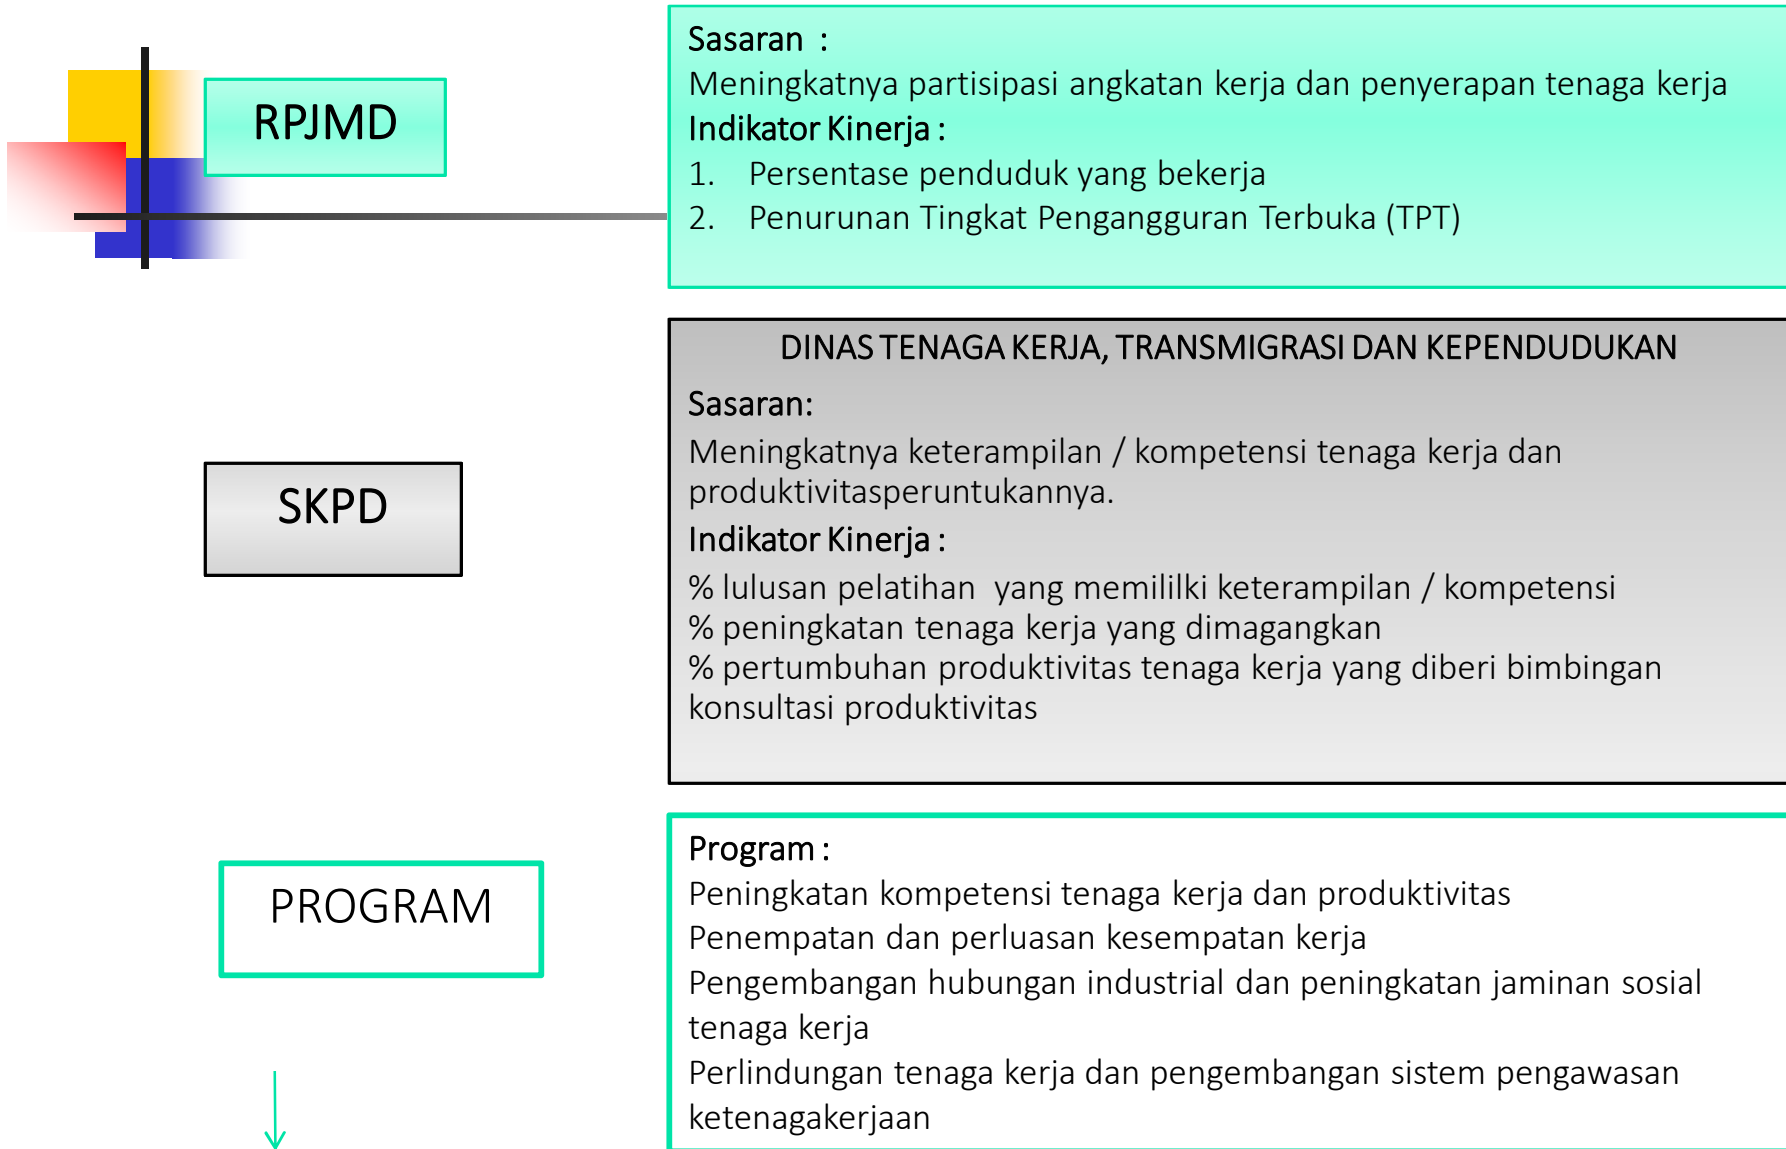 RPJMD
Sasaran :
Meningkatnya partisipasi angkatan kerja dan penyerapan tenaga kerja
Indikator Kinerja :
1. Persentase penduduk yang bekerja
2. Penurunan Tingkat Pengangguran Terbuka (TPT)
SKPD
DINAS TENAGA KERJA, TRANSMIGRASI DAN KEPENDUDUKAN
Sasaran:
Meningkatnya keterampilan / kompetensi tenaga kerja dan
produktivitasperuntukannya.
Indikator Kinerja :
% lulusan pelatihan yang memililki keterampilan / kompetensi
% peningkatan tenaga kerja yang dimagangkan
% pertumbuhan produktivitas tenaga kerja yang diberi bimbingan
konsultasi produktivitas
PROGRAM
Program :
Peningkatan kompetensi tenaga kerja dan produktivitas
Penempatan dan perluasan kesempatan kerja
Pengembangan hubungan industrial dan peningkatan jaminan sosial
tenaga kerja
Perlindungan tenaga kerja dan pengembangan sistem pengawasan
ketenagakerjaan